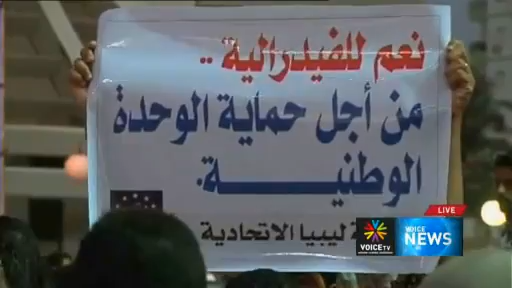 نعم للفيدرالية ..
من أجل حماية الوحدة
الوطنية.
ليبيا الاتحادية
LIVE
VOICE TV
VOICE NEWS